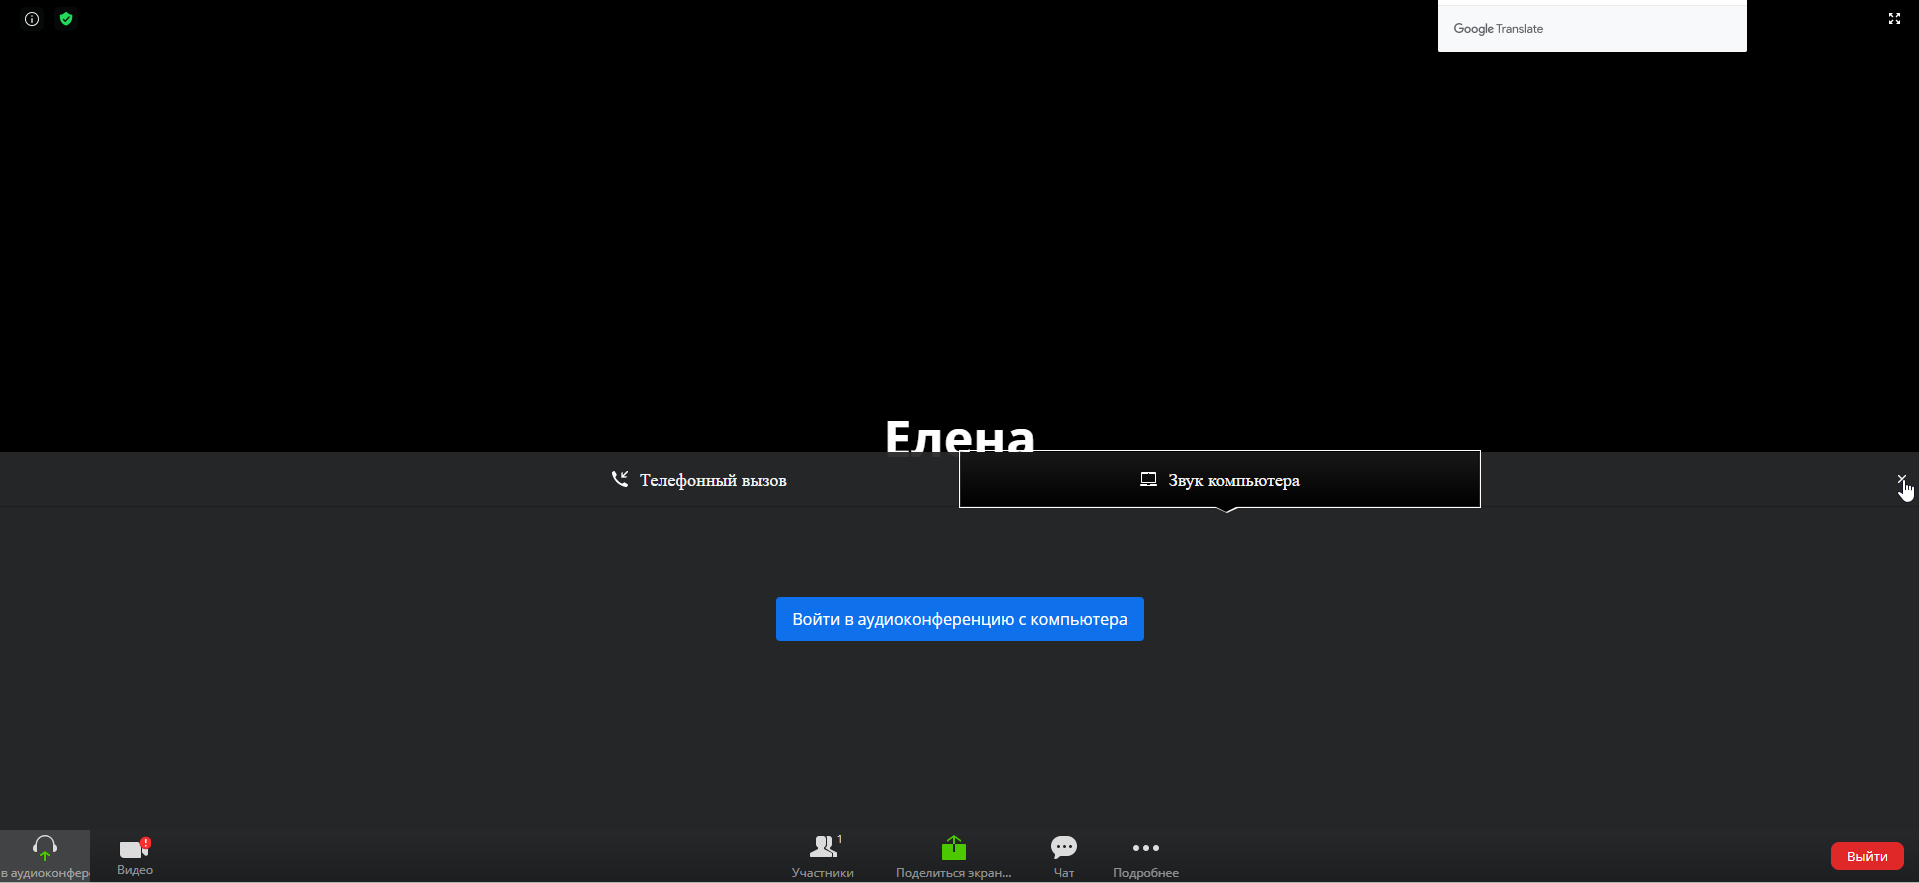 Google Translate
Елена
Телефонный вызов
Звук компьютера
Войти в аудиоконференцию с компьютера
в аудиоконфер
Видео
1
Участники
Поделиться экран...
Чат
Подробнее
Выйти